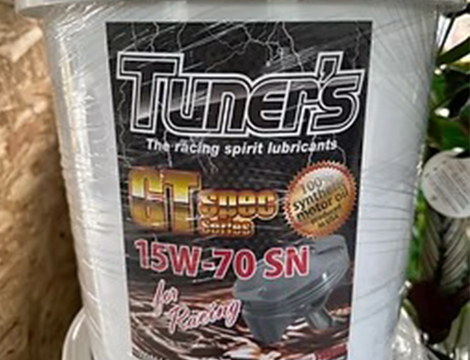 TUNER'S
The racing spirit lubricants
GT spec
Series
100%
synthetic
motor oil
15W-70 SN
for
Racing